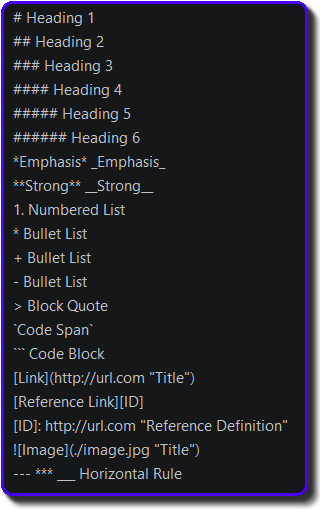 # Heading 1
## Heading 2
### Heading 3
#### Heading 4
##### Heading 5
###### Heading 6
*Emphasis* _Emphasis_
**Strong** __Strong__
1. Numbered List
* Bullet List
+ Bullet List
- Bullet List
> Block Quote
`Code Span`
``` Code Block
[Link](http://url.com "Title")
[Reference Link][ID]
[ID]: http://url.com "Reference Definition"
![Image](./image.jpg "Title")
--- *** ___ Horizontal Rule